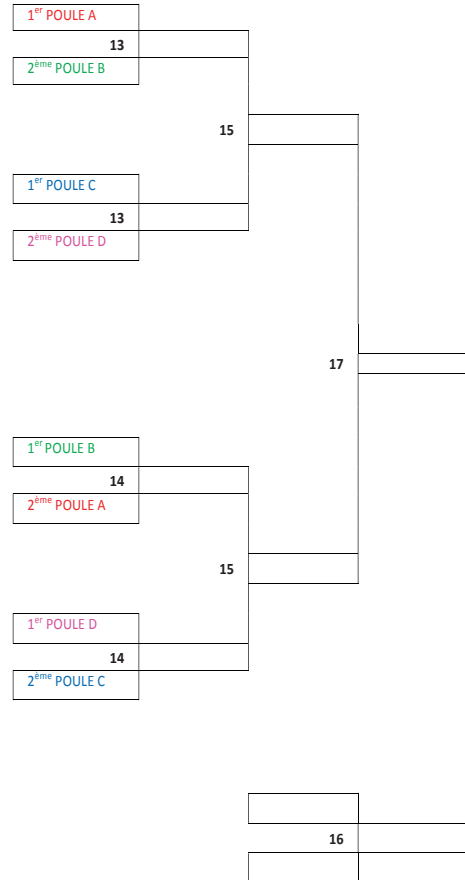 1er POULE A
13
2ème POULE B
15
1er POULE C
13
2ème POULE D
17
1er POULE B
14
2ème POULE A
15
1er POULE D
14
2ème POULE C
16